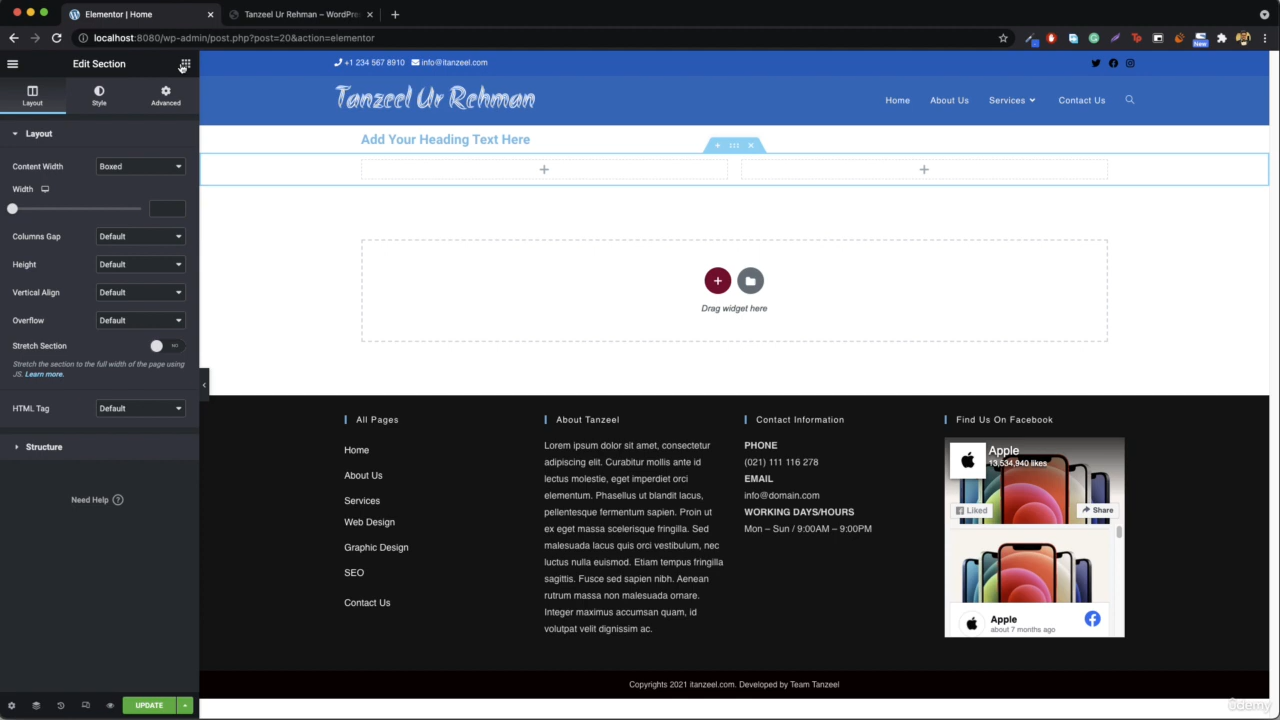 Elementor | Home
Tanzeel Ur Rehman – WordPres
localhost:8080/wp-admin/post.php?post=20&action=elementor
New
Edit Section
Layout
Style
Advanced
Layout
Content Width
Boxed
Width
Columns Gap
Default
Height
Default
Vertical Align
Default
Overflow
Default
Stretch Section
Stretch the section to the full width of the page using
JS. Learn more.
HTML Tag
Default
Structure
Need Help
UPDATE
+1 234 567 8910
info@itanzeel.com
Tanzeel Ur Rehman
Home
About Us
Services
Contact Us
Add Your Heading Text Here
Drag widget here
All Pages
Home
About Us
Services
Web Design
Graphic Design
SEO
Contact Us
About Tanzeel
Lorem ipsum dolor sit amet, consectetur
adipiscing elit. Curabitur mollis ante id
lectus molestie, eget imperdiet orci
elementum. Phasellus ut blandit lacus,
pellentesque fermentum sapien. Proin ut
ex eget massa scelerisque fringilla. Sed
malesuada lacus quis orci vestibulum, nec
luctus nulla euismod. Etiam tempus fringilla
sagittis. Fusce sed sapien nibh. Aenean
rutrum massa non malesuada ornare.
Integer maximus accumsan quam, id
volutpat velit dignissim ac.
Contact Information
PHONE
(021) 111 116 278
EMAIL
info@domain.com
WORKING DAYS/HOURS
Mon – Sun / 9:00AM – 9:00PM
Find Us On Facebook
Apple
13,534,940 likes
Liked
Share
Apple
about 7 months ago
Copyrights 2021 itanzeel.com. Developed by Team Tanzeel
ûdemy